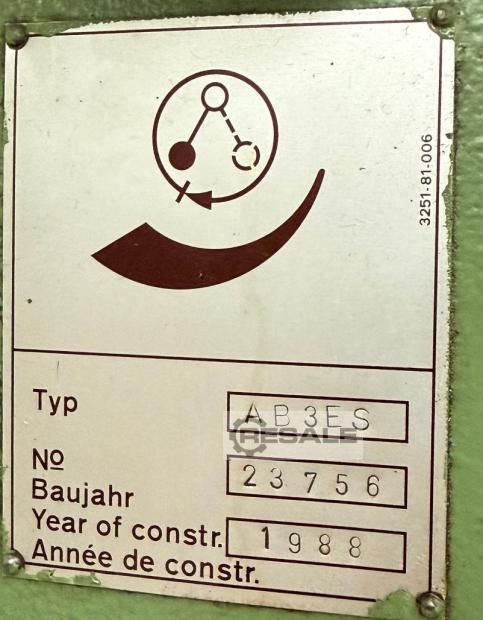 3251-81-006
Typ AB3ES
RESALE
Nº 23756
Baujahr
Year of constr. 1988
Année de constr.